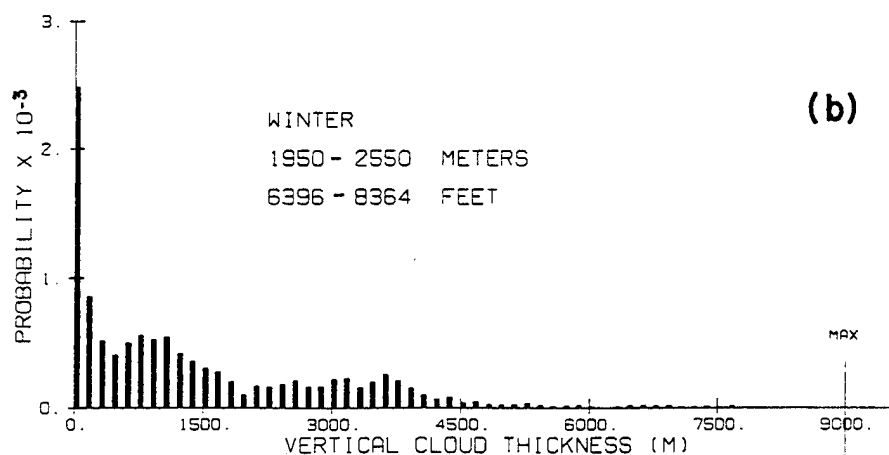 3.
2.
1.
0.
PROBABILITY X 10-3
WINTER
1950 - 2550 METERS
6396 - 8364 FEET
(b)
MAX
0. 1500. 3000. 4500. 6000. 7500. 9000.
VERTICAL CLOUD THICKNESS (M)